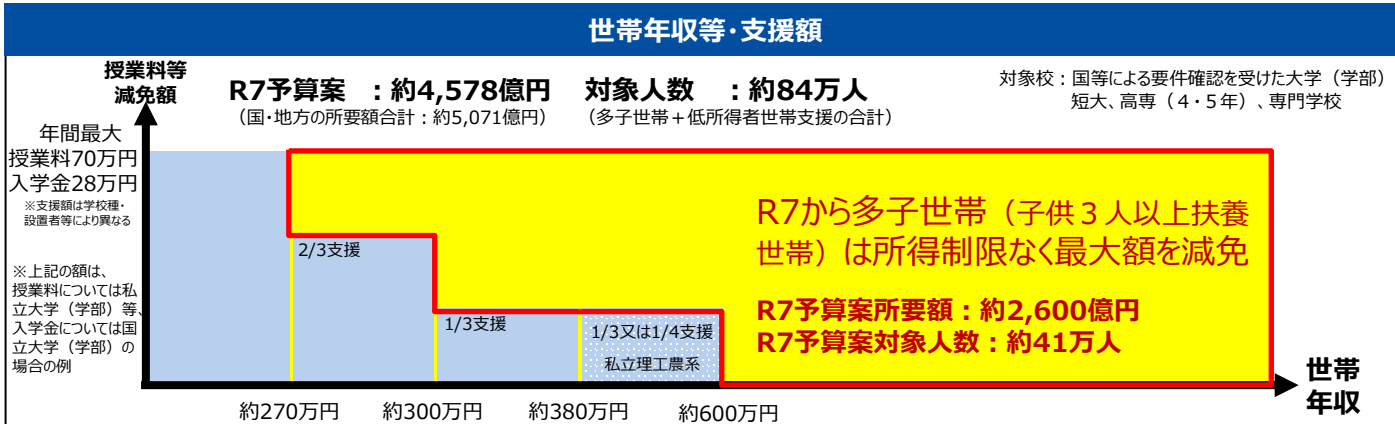 世帯年収等・支援額
授業料等
減免額
R7予算案 ：約4,578億円
（国・地方の所要額合計：約5,071億円）
対象人数 ：約84万人
（多子世帯＋低所得者世帯支援の合計）
対象校：国等による要件確認を受けた大学（学部）
短大、高専（４・５年）、専門学校
年間最大
授業料70万円
入学金28万円
※支援額は学校種・
設置者等により異なる
※上記の額は、
授業料については私
立大学（学部）等、
入学金については国
立大学（学部）の
場合の例
R7から多子世帯（子供３人以上扶養
世帯）は所得制限なく最大額を減免
R7予算案所要額：約2,600億円
R7予算案対象人数：約41万人
2/3支援
1/3支援
1/3又は1/4支援
私立理工農系
約270万円
約300万円
約380万円
約600万円
世帯
年収